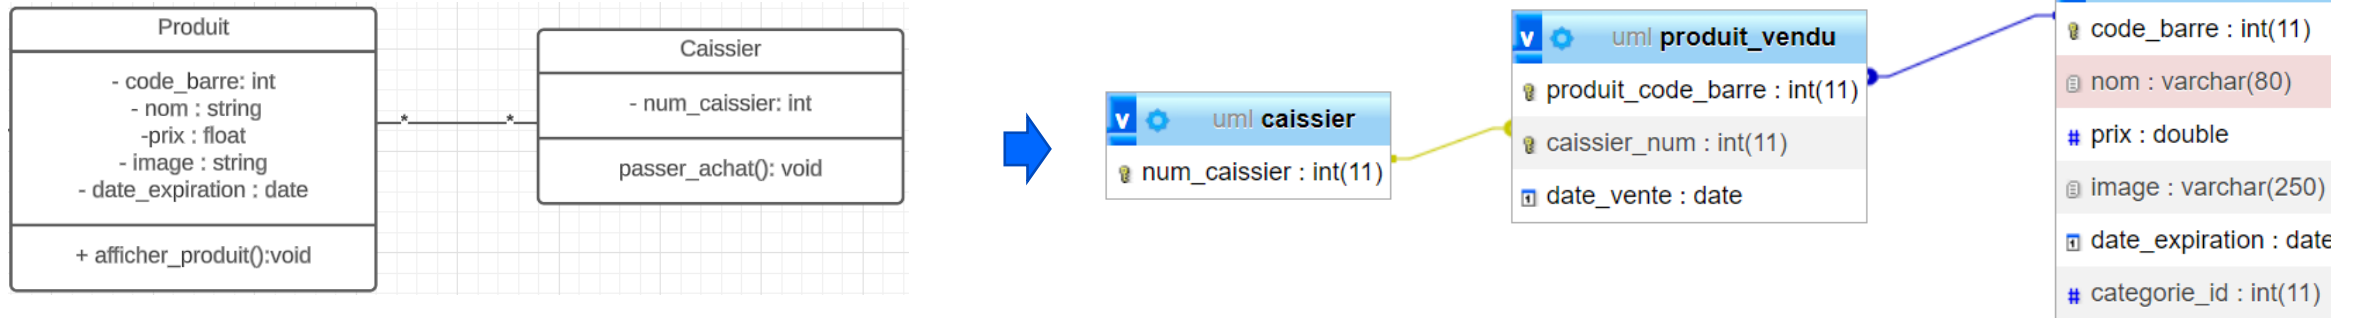 Produit
- code_barre: int
- nom : string
-prix : float
- image : string
- date_expiration : date
+ afficher_produit():void
*
*
Caissier
- num_caissier: int
passer_achat(): void
v uml caissier
num_caissier : int(11)
v uml produit_vendu
produit_code_barre : int(11)
caissier_num : int(11)
date_vente : date
code_barre : int(11)
nom : varchar(80)
# prix : double
image : varchar(250)
date_expiration : date
# categorie_id : int(11)